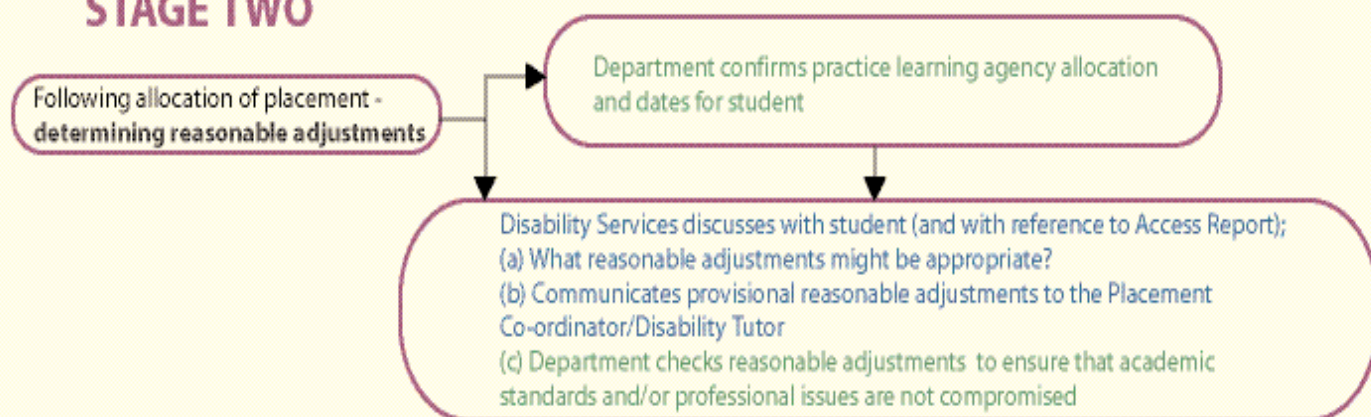 STAGE TWO
Following allocation of placement -
determining reasonable adjustments
Department confirms practice learning agency allocation
and dates for student
Disability Services discusses with student (and with reference to Access Report);
(a) What reasonable adjustments might be appropriate?
(b) Communicates provisional reasonable adjustments to the Placement
Co-ordinator/Disability Tutor
(c) Department checks reasonable adjustments to ensure that academic
standards and/or professional issues are not compromised